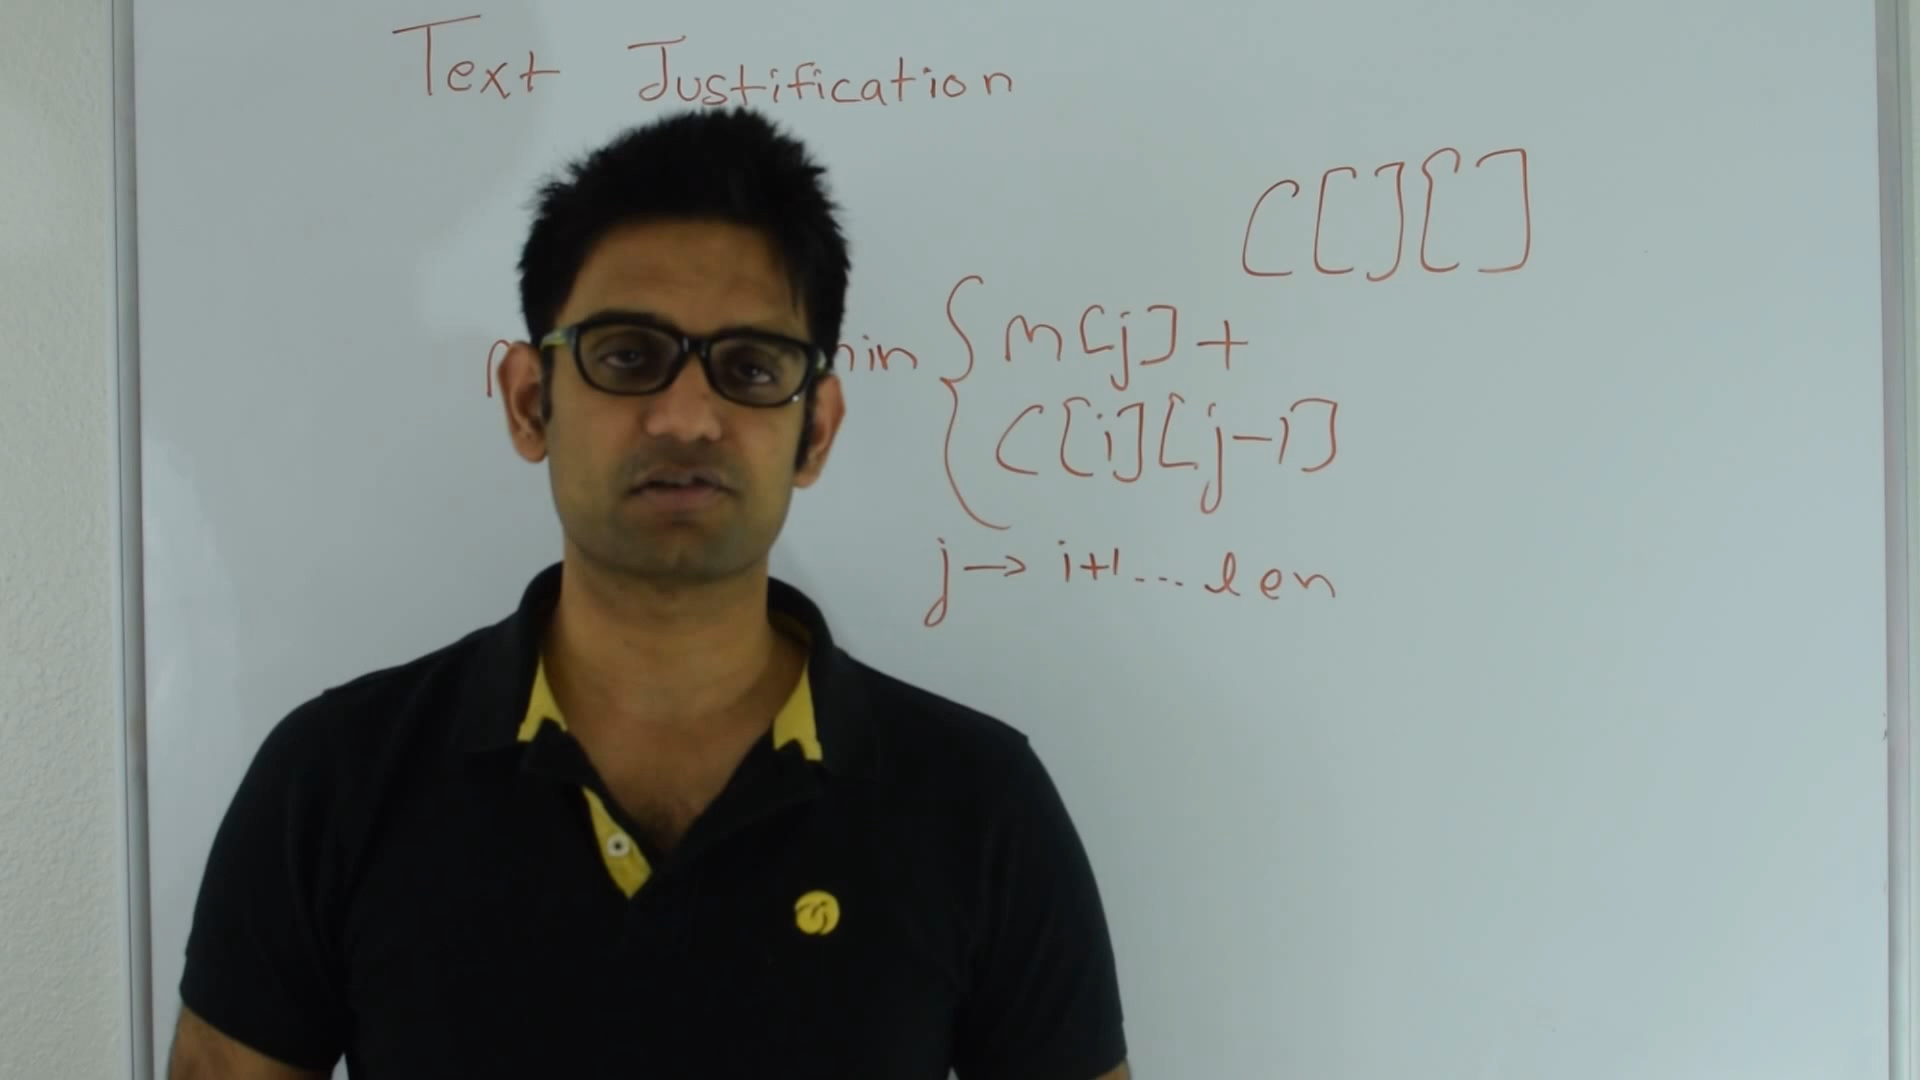 Text Justification
C[][]
m[j] +
C[i][j-1]
j → i+1... len